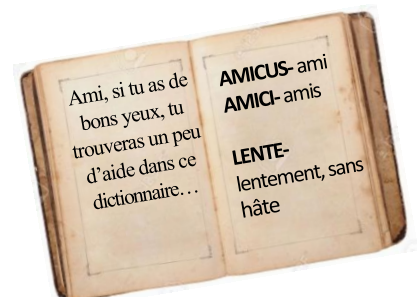 Ami, si tu as de
bons yeux, tu
trouveras un peu
d’aide dans ce
dictionnaire…
AMICUS- ami
AMICI- amis
LENTE-
lentement, sans
hâte